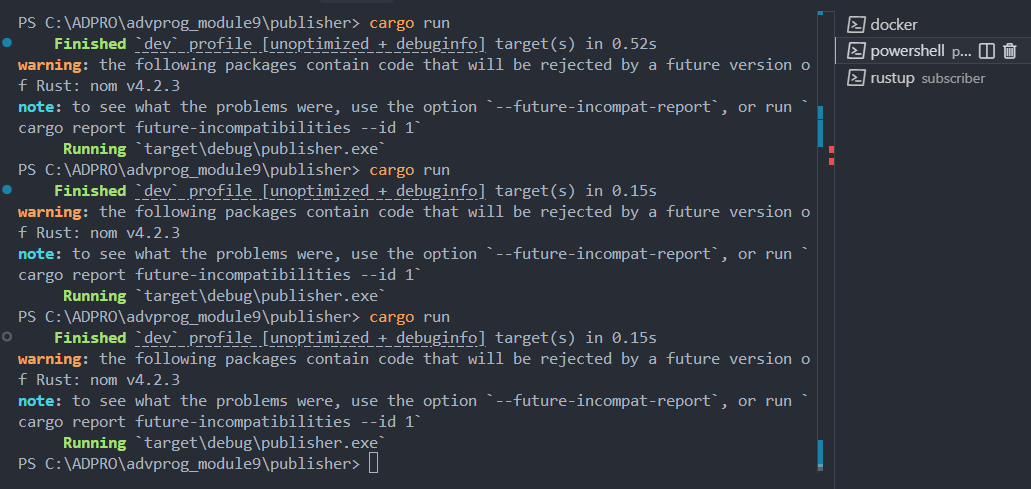 PS C:\ADPRO\advprog_module9\publisher> cargo run
Finished `dev` profile [unoptimized + debuginfo] target(s) in 0.52s
warning: the following packages contain code that will be rejected by a future version o
f Rust: nom v4.2.3
note: to see what the problems were, use the option `--future-incompat-report`, or run `
cargo report future-incompatibilities --id 1`
Running `target\debug\publisher.exe`
PS C:\ADPRO\advprog_module9\publisher> cargo run
Finished `dev` profile [unoptimized + debuginfo] target(s) in 0.15s
warning: the following packages contain code that will be rejected by a future version o
f Rust: nom v4.2.3
note: to see what the problems were, use the option `--future-incompat-report`, or run `
cargo report future-incompatibilities --id 1`
Running `target\debug\publisher.exe`
PS C:\ADPRO\advprog_module9\publisher> cargo run
Finished `dev` profile [unoptimized + debuginfo] target(s) in 0.15s
warning: the following packages contain code that will be rejected by a future version o
f Rust: nom v4.2.3
note: to see what the problems were, use the option `--future-incompat-report`, or run `
cargo report future-incompatibilities --id 1`
Running `target\debug\publisher.exe`
PS C:\ADPRO\advprog_module9\publisher>
docker
powershell p...
rustup subscriber